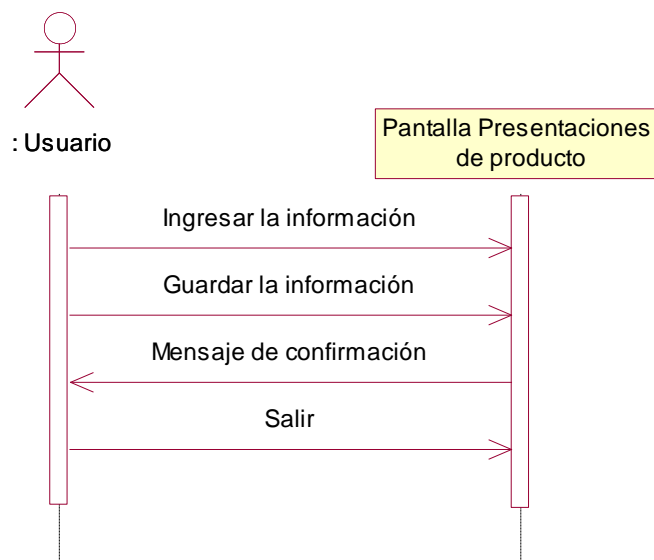 : Usuario
Pantalla Presentaciones
de producto
Ingresar la información
Guardar la información
Mensaje de confirmación
Salir